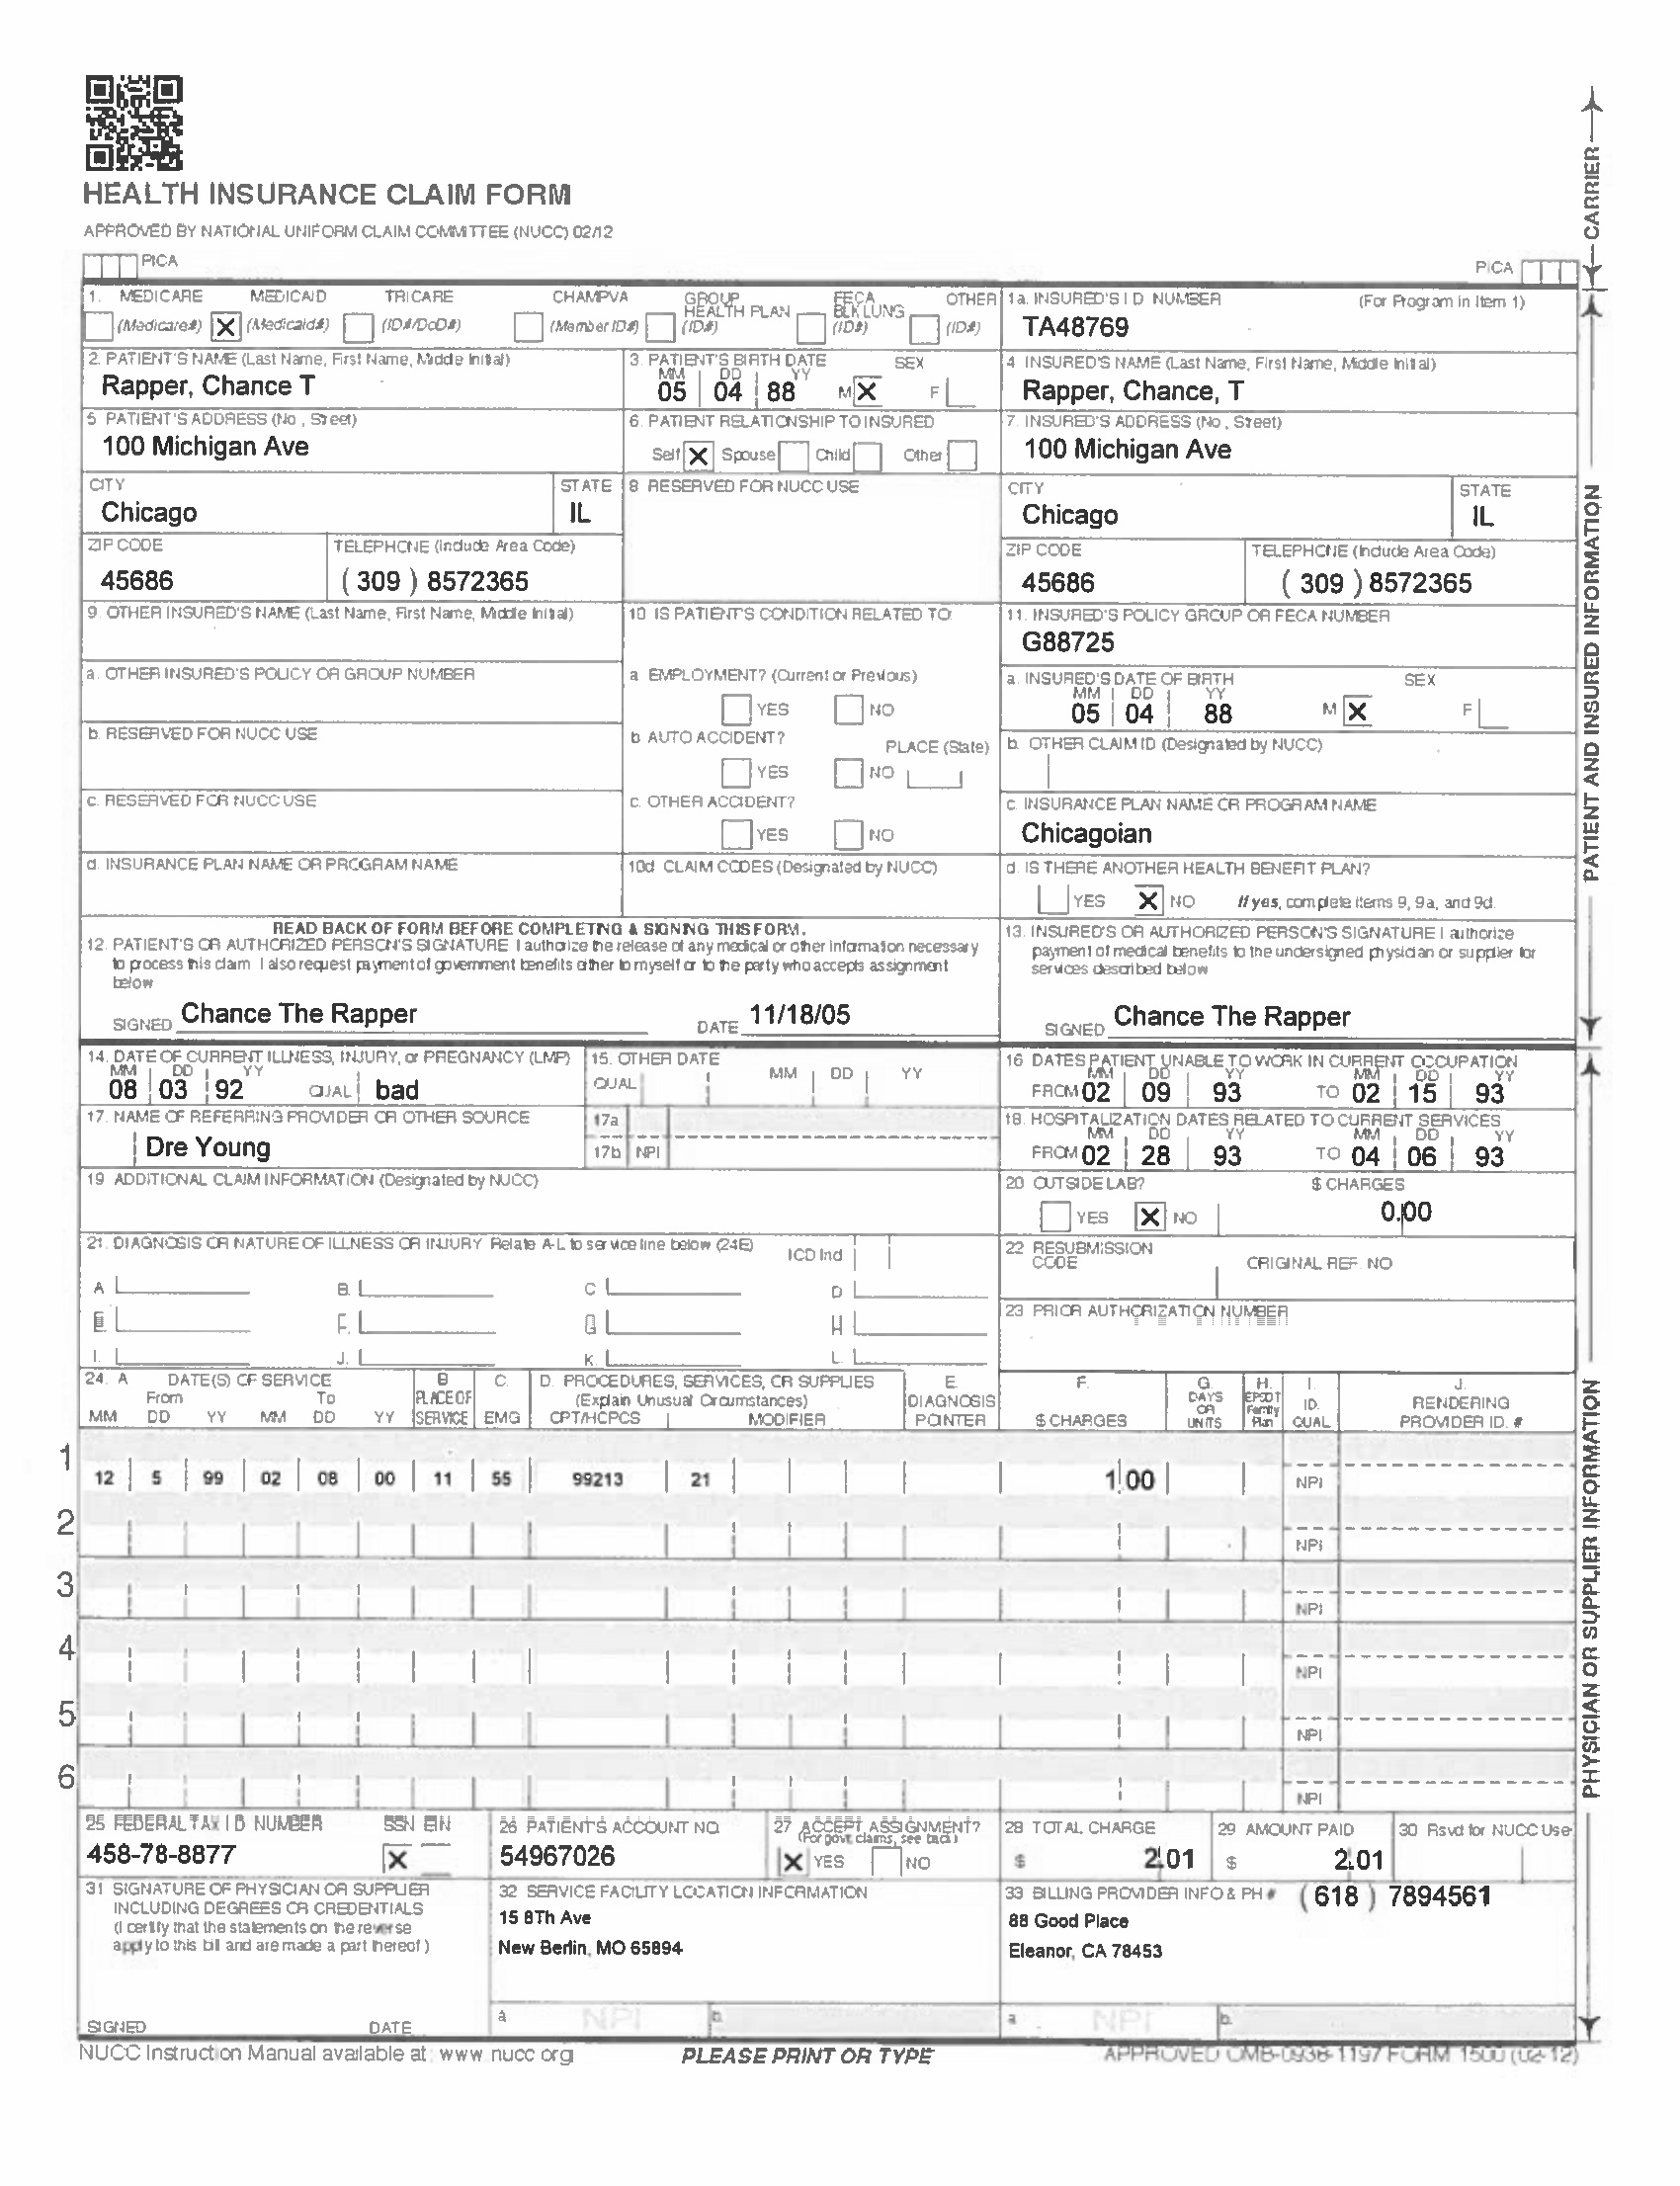 HEALTH INSURANCE CLAIM FORM
APPROVED BY NATIONAL UNIFORM CLAIM COMMITTEE (NUCC) 02/12
PICA
PICA
CARRIER
1. MEDICARE MEDICAID TRICARE CHAMPVA GROUP HEALTH PLAN FECA BLK LUNG OTHER
(Medicare#) X (Medicaid#) (ID#/DoD#) (Member ID#) (ID#) (ID#) (ID#)
1a. INSURED'S I D NUMBER (For Program in Item 1)
TA48769
2. PATIENT'S NAME (Last Name, First Name, Middle Initial)
Rapper, Chance T
3. PATIENT'S BIRTH DATE SEX
MM DD YY
05 04 88 M X F
4 INSURED'S NAME (Last Name, First Name, Middle Initial)
Rapper, Chance, T
5 PATIENT'S ADDRESS (No , Street)
100 Michigan Ave
6. PATIENT RELATIONSHIP TO INSURED
Self X Spouse Child Other
7. INSURED'S ADDRESS (No , Street)
100 Michigan Ave
CITY STATE
Chicago IL
8 RESERVED FOR NUCC USE
CITY STATE
Chicago IL
ZIP CODE TELEPHONE (Include Area Code)
45686 ( 309 ) 8572365
ZIP CODE TELEPHONE (Include Area Code)
45686 ( 309 ) 8572365
9. OTHER INSURED'S NAME (Last Name, First Name, Middle Initial)
10 IS PATIENT'S CONDITION RELATED TO
11. INSURED'S POLICY GROUP OR FECA NUMBER
G88725
a. OTHER INSURED'S POLICY OR GROUP NUMBER
a EMPLOYMENT? (Current or Previous)
YES NO
a. INSURED'S DATE OF BIRTH SEX
MM DD YY
05 04 88 M X F
b. RESERVED FOR NUCC USE
b AUTO ACCIDENT? PLACE (State)
YES NO
b. OTHER CLAIM ID (Designated by NUCC)
c. RESERVED FOR NUCC USE
c. OTHER ACCIDENT?
YES NO
c. INSURANCE PLAN NAME OR PROGRAM NAME
Chicagoian
d. INSURANCE PLAN NAME OR PROGRAM NAME
10d CLAIM CODES (Designated by NUCC)
d. IS THERE ANOTHER HEALTH BENEFIT PLAN?
YES X NO If yes, complete items 9, 9a, and 9d.
READ BACK OF FORM BEFORE COMPLETING & SIGNING THIS FORM.
12. PATIENT'S OR AUTHORIZED PERSON'S SIGNATURE I authorize the release of any medical or other information necessary
to process this claim I also request payment of government benefits either to myself or to the party who accepts assignment
below
SIGNED Chance The Rapper DATE 11/18/05
13. INSURED'S OR AUTHORIZED PERSON'S SIGNATURE I authorize
payment of medical benefits to the undersigned physician or supplier for
services described below
SIGNED Chance The Rapper
PATIENT AND INSURED INFORMATION
14. DATE OF CURRENT ILLNESS, INJURY, or PREGNANCY (LMP)
MM DD YY
08 03 92 QUAL bad
15. OTHER DATE
QUAL MM DD YY
16 DATES PATIENT UNABLE TO WORK IN CURRENT OCCUPATION
MM DD YY MM DD YY
FROM 02 09 93 TO 02 15 93
17. NAME OF REFERRING PROVIDER OR OTHER SOURCE
Dre Young
17a
17b NPI
18. HOSPITALIZATION DATES RELATED TO CURRENT SERVICES
MM DD YY MM DD YY
FROM 02 28 93 TO 04 06 93
19 ADDITIONAL CLAIM INFORMATION (Designated by NUCC)
20 OUTSIDE LAB? $ CHARGES
YES X NO 0.00
21. DIAGNOSIS OR NATURE OF ILLNESS OR INJURY Relate A-L to service line below (24E) ICD Ind
A B. C D
E F. G H
I. J. K. L.
22 RESUBMISSION
CODE ORIGINAL REF. NO
23 PRIOR AUTHORIZATION NUMBER
24. A DATE(S) OF SERVICE
From To
MM DD YY MM DD YY
B PLACE OF SERVICE
C. EMG
D. PROCEDURES, SERVICES, OR SUPPLIES
(Explain Unusual Circumstances)
CPT/HCPCS MODIFIER
E. DIAGNOSIS POINTER
F. $ CHARGES
G. DAYS OR UNITS
H. EPSDT Family Plan
I. ID. QUAL
J. RENDERING PROVIDER ID. #
1 12 5 99 02 08 00 11 55 99213 21 1 00 NPI
2 NPI
3 NPI
4 NPI
5 NPI
6 NPI
25 FEDERAL TAX I D NUMBER SSN EIN
458-78-8877 X
26 PATIENT'S ACCOUNT NO.
54967026
27 ACCEPT ASSIGNMENT?
(For govt. claims, see back)
X YES NO
28 TOTAL CHARGE
$ 2.01
29 AMOUNT PAID
$ 2.01
30 Rsvd for NUCC Use
31 SIGNATURE OF PHYSICIAN OR SUPPLIER
INCLUDING DEGREES OR CREDENTIALS
(I certify that the statements on the reverse
apply to this bill and are made a part thereof )
SIGNED DATE
32 SERVICE FACILITY LOCATION INFORMATION
15 8Th Ave
New Berlin, MO 65894
a NPI b.
33 BILLING PROVIDER INFO & PH # ( 618 ) 7894561
88 Good Place
Eleanor, CA 78453
a NPI b.
PHYSICIAN OR SUPPLIER INFORMATION
NUCC Instruction Manual available at: www nucc org
PLEASE PRINT OR TYPE
APPROVED OMB-0938-1197 FORM 1500 (02-12)